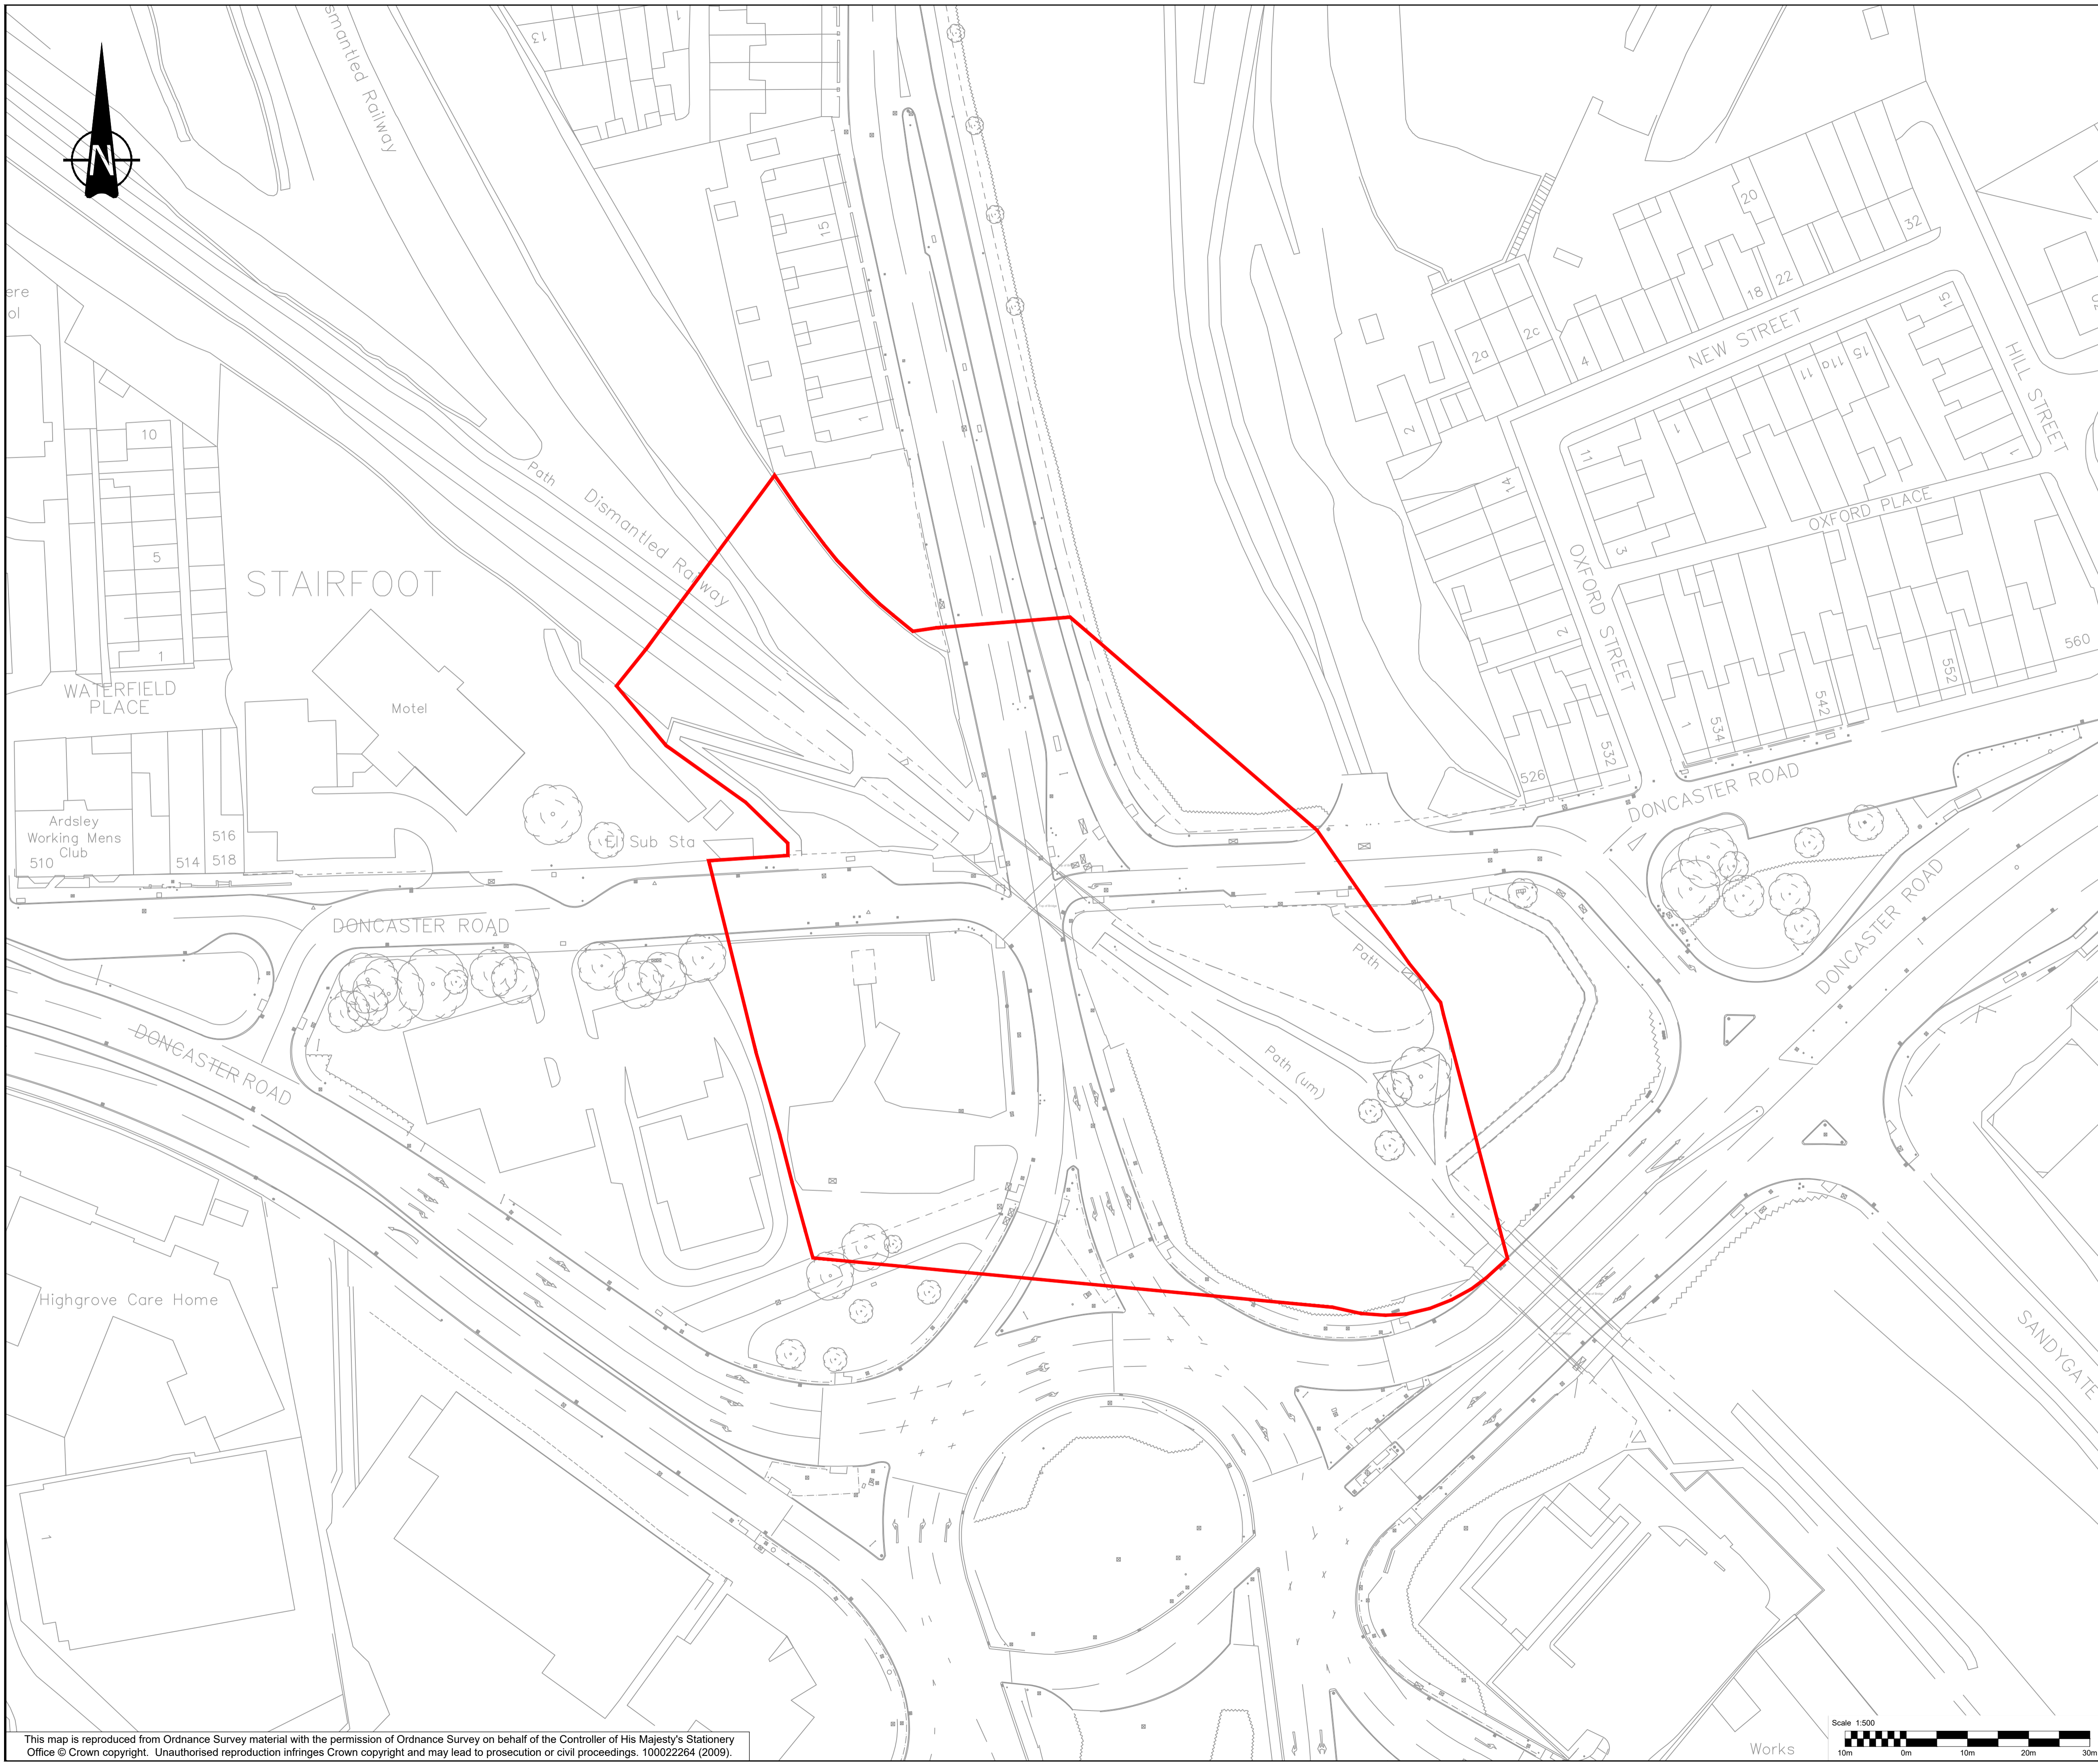 13
1
smantled Railway
N
15
1
20
32
18
22
2a
2c
4
NEW STREET
15
HILL STREET
11
11a
15
1
11
3
1
2
14
OXFORD PLACE
OXFORD STREET
2
532
526
1
534
542
552
560
DONCASTER ROAD
DONCASTER ROAD
ere
ol
10
5
1
Path
Dismantled Railway
STAIRFOOT
WATERFIELD
PLACE
Motel
Ardsley
Working Mens
Club
510
514
516
518
El Sub Sta
DONCASTER ROAD
DONCASTER ROAD
Path
Path (um)
Highgrove Care Home
1
SANDYGATE
Works
This map is reproduced from Ordnance Survey material with the permission of Ordnance Survey on behalf of the Controller of His Majesty's Stationery
Office © Crown copyright. Unauthorised reproduction infringes Crown copyright and may lead to prosecution or civil proceedings. 100022264 (2009).
Scale 1:500
10m 0m 10m 20m 30m